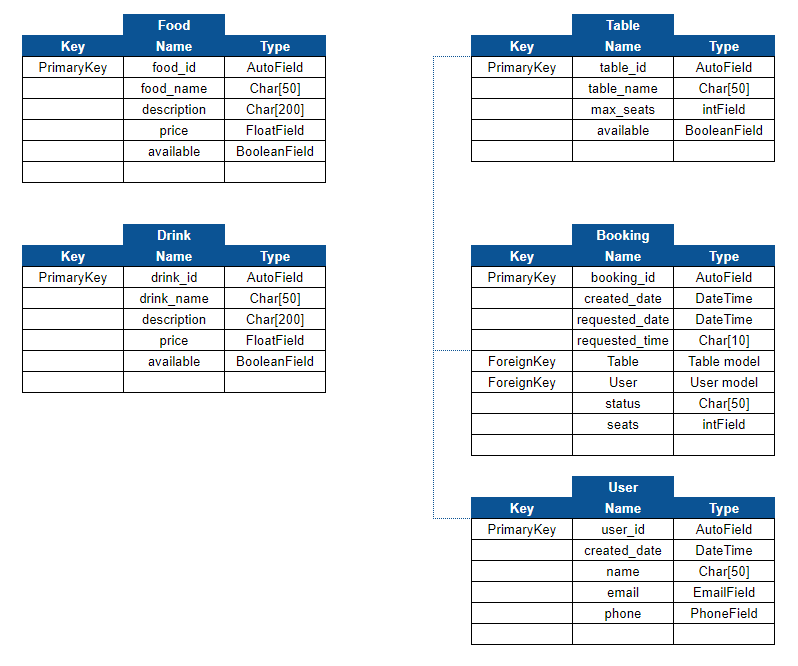 Food
Key Name Type
PrimaryKey food_id AutoField
food_name Char[50]
description Char[200]
price FloatField
available BooleanField
Table
Key Name Type
PrimaryKey table_id AutoField
table_name Char[50]
max_seats intField
available BooleanField
Drink
Key Name Type
PrimaryKey drink_id AutoField
drink_name Char[50]
description Char[200]
price FloatField
available BooleanField
Booking
Key Name Type
PrimaryKey booking_id AutoField
created_date DateTime
requested_date DateTime
requested_time Char[10]
ForeignKey Table Table model
ForeignKey User User model
status Char[50]
seats intField
User
Key Name Type
PrimaryKey user_id AutoField
created_date DateTime
name Char[50]
email EmailField
phone PhoneField